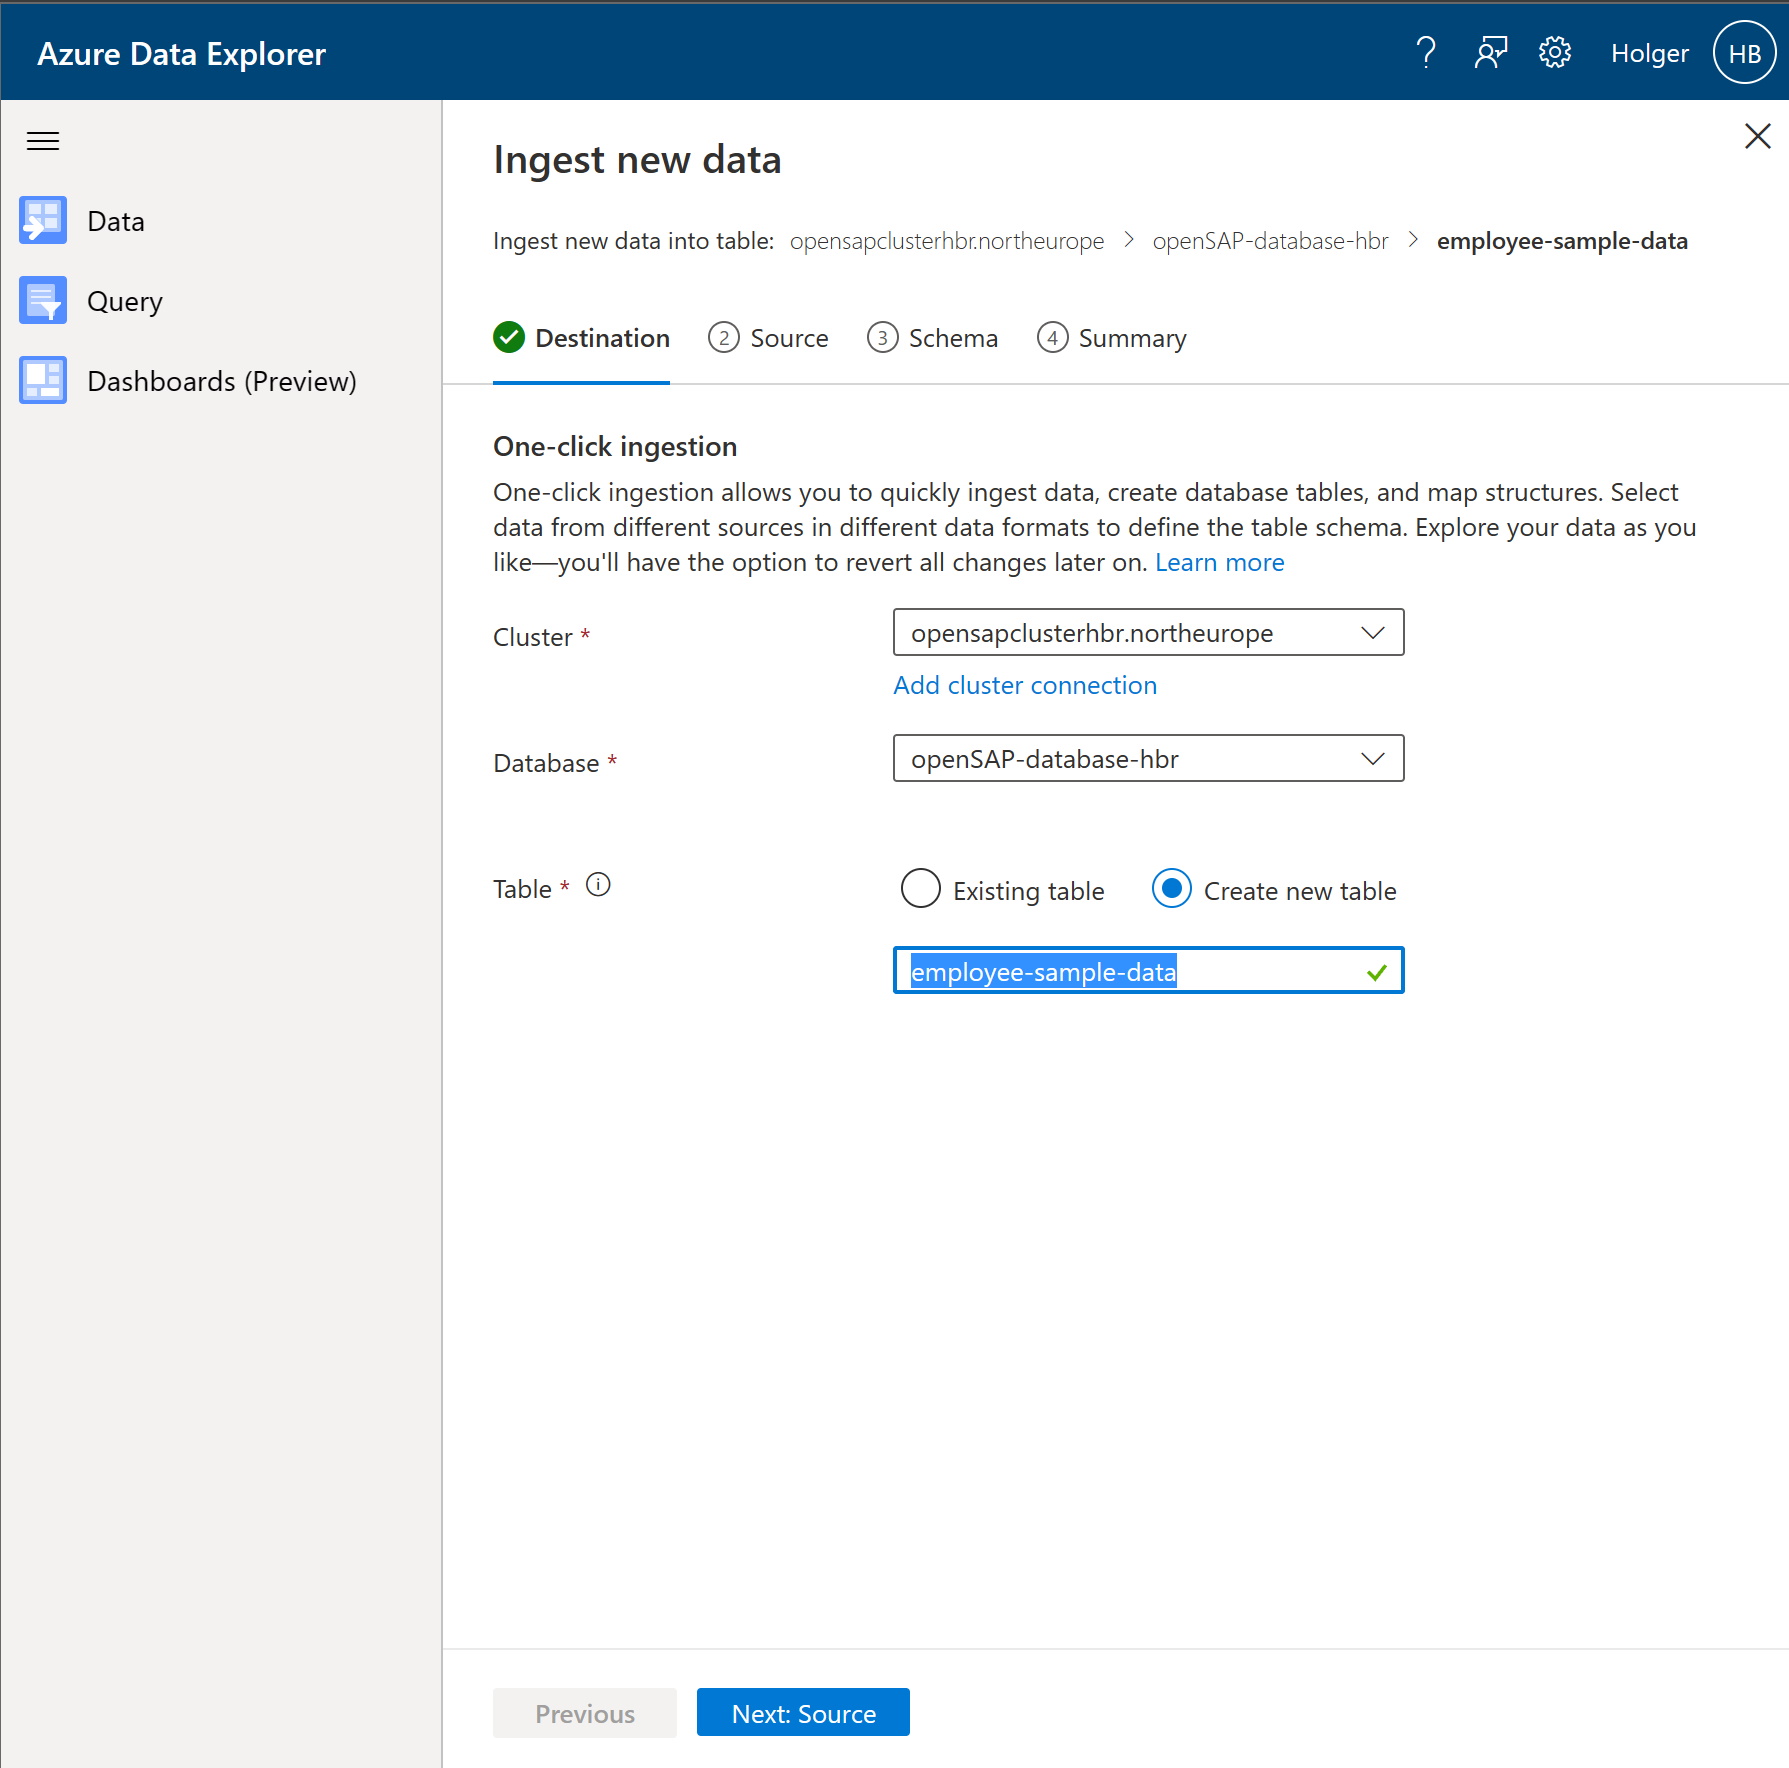 Azure Data Explorer
Holger
HB
Data
Query
Dashboards (Preview)
Ingest new data
Ingest new data into table: opensapclusterhbr.northeurope > openSAP-database-hbr > employee-sample-data
Destination 2 Source 3 Schema 4 Summary
One-click ingestion
One-click ingestion allows you to quickly ingest data, create database tables, and map structures. Select
data from different sources in different data formats to define the table schema. Explore your data as you
like—you'll have the option to revert all changes later on. Learn more
Cluster * opensapclusterhbr.northeurope
Add cluster connection
Database * openSAP-database-hbr
Table * Existing table Create new table
employee-sample-data
Previous Next: Source